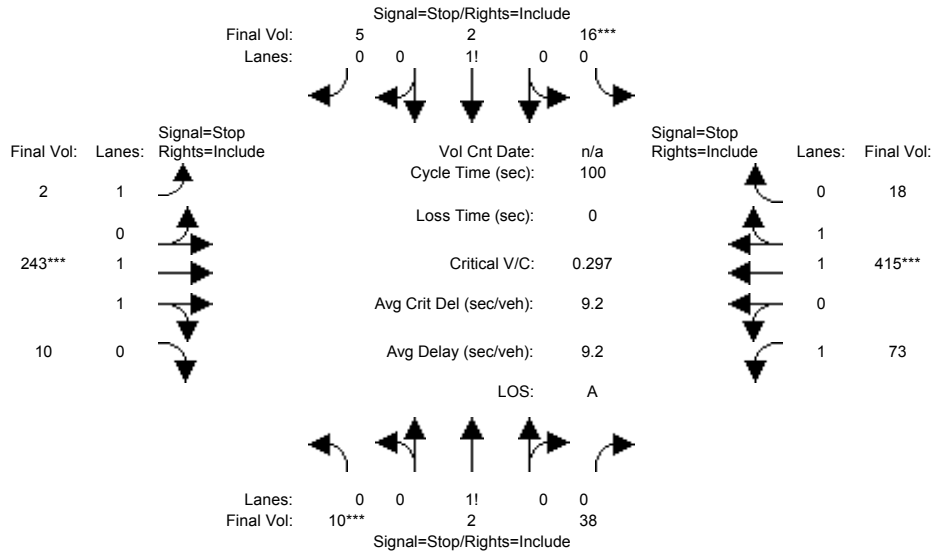 Signal=Stop/Rights=Include
Final Vol: 5 2 16***
Lanes: 0 0 1! 0 0
Signal=Stop Signal=Stop
Final Vol: Lanes: Rights=Include Vol Cnt Date: n/a Rights=Include Lanes: Final Vol:
Cycle Time (sec): 100
2 1 0 18
Loss Time (sec): 0
0 1
243*** 1 Critical V/C: 0.297 1 415***
1 Avg Crit Del (sec/veh): 9.2 0
10 0 Avg Delay (sec/veh): 9.2 1 73
LOS: A
Lanes: 0 0 1! 0 0
Final Vol: 10*** 2 38
Signal=Stop/Rights=Include